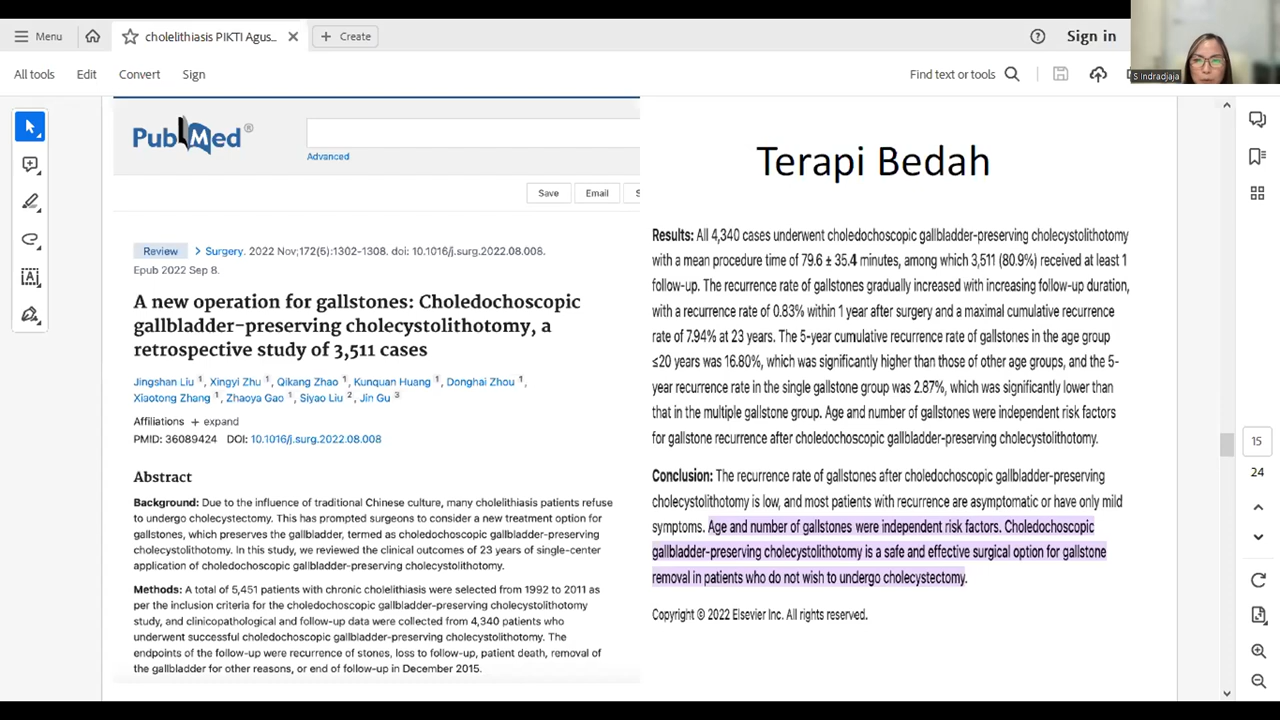 Menu
cholelithiasis PIKTI Agus...
Create
Sign in
S Indradjaja
All tools
Edit
Convert
Sign
Find text or tools
PubMed®
Advanced
Save
Email
Review
> Surgery. 2022 Nov;172(5):1302-1308. doi: 10.1016/j.surg.2022.08.008.
Epub 2022 Sep 8.
A new operation for gallstones: Choledochoscopic
gallbladder-preserving cholecystolithotomy, a
retrospective study of 3,511 cases
Jingshan Liu 1, Xingyi Zhu 1, Qikang Zhao 1, Kunquan Huang 1, Donghai Zhou 1,
Xiaotong Zhang 1, Zhaoya Gao 1, Siyao Liu 2, Jin Gu 3
Affiliations + expand
PMID: 36089424 DOI: 10.1016/j.surg.2022.08.008
Abstract
Background: Due to the influence of traditional Chinese culture, many cholelithiasis patients refuse
to undergo cholecystectomy. This has prompted surgeons to consider a new treatment option for
gallstones, which preserves the gallbladder, termed as choledochoscopic gallbladder-preserving
cholecystolithotomy. In this study, we reviewed the clinical outcomes of 23 years of single-center
application of choledochoscopic gallbladder-preserving cholecystolithotomy.
Methods: A total of 5,451 patients with chronic cholelithiasis were selected from 1992 to 2011 as
per the inclusion criteria for the choledochoscopic gallbladder-preserving cholecystolithotomy
study, and clinicopathological and follow-up data were collected from 4,340 patients who
underwent successful choledochoscopic gallbladder-preserving cholecystolithotomy. The
endpoints of the follow-up were recurrence of stones, loss to follow-up, patient death, removal of
the gallbladder for other reasons, or end of follow-up in December 2015.
Terapi Bedah
Results: All 4,340 cases underwent choledochoscopic gallbladder-preserving cholecystolithotomy
with a mean procedure time of 79.6 ± 35.4 minutes, among which 3,511 (80.9%) received at least 1
follow-up. The recurrence rate of gallstones gradually increased with increasing follow-up duration,
with a recurrence rate of 0.83% within 1 year after surgery and a maximal cumulative recurrence
rate of 7.94% at 23 years. The 5-year cumulative recurrence rate of gallstones in the age group
≤20 years was 16.80%, which was significantly higher than those of other age groups, and the 5-
year recurrence rate in the single gallstone group was 2.87%, which was significantly lower than
that in the multiple gallstone group. Age and number of gallstones were independent risk factors
for gallstone recurrence after choledochoscopic gallbladder-preserving cholecystolithotomy.
Conclusion: The recurrence rate of gallstones after choledochoscopic gallbladder-preserving
cholecystolithotomy is low, and most patients with recurrence are asymptomatic or have only mild
symptoms. Age and number of gallstones were independent risk factors. Choledochoscopic
gallbladder-preserving cholecystolithotomy is a safe and effective surgical option for gallstone
removal in patients who do not wish to undergo cholecystectomy.
Copyright © 2022 Elsevier Inc. All rights reserved.
15
24